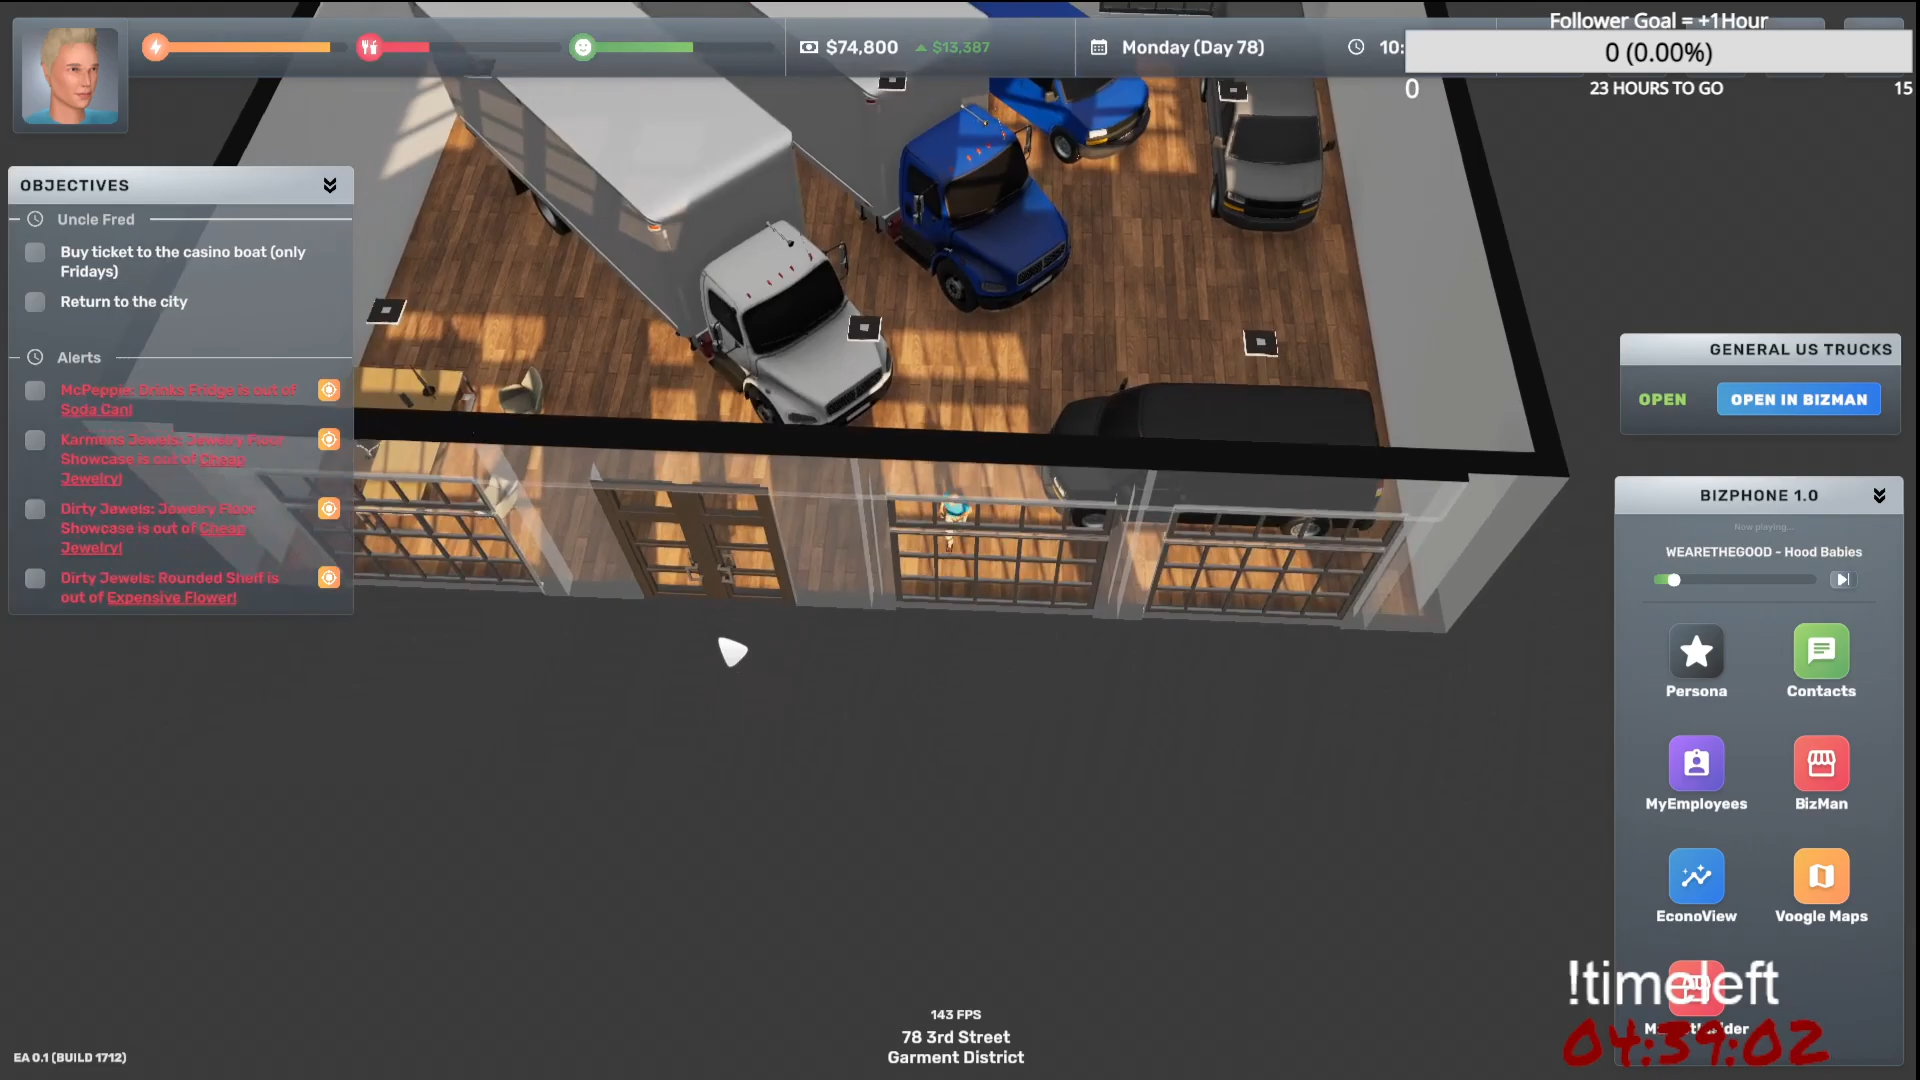 $74,800
$13,387
Monday (Day 78)
10:
Follower Goal = +1Hour
0 (0.00%)
0
23 HOURS TO GO
15
OBJECTIVES
Uncle Fred
Buy ticket to the casino boat (only
Fridays)
Return to the city
Alerts
McPeppie: Drinks Fridge is out of
Soda Can!
Karmens Jewels: Jewelry Floor
Showcase is out of Cheap
Jewelry!
Dirty Jewels: Jewelry Floor
Showcase is out of Cheap
Jewelry!
Dirty Jewels: Rounded Shelf is
out of Expensive Flower!
GENERAL US TRUCKS
OPEN
OPEN IN BIZMAN
BIZPHONE 1.0
Now playing...
WEARETHEGOOD - Hood Babies
Persona
Contacts
MyEmployees
BizMan
EconoView
Voogle Maps
!timeleft
04:39:02
143 FPS
78 3rd Street
Garment District
EA 0.1 (BUILD 1712)